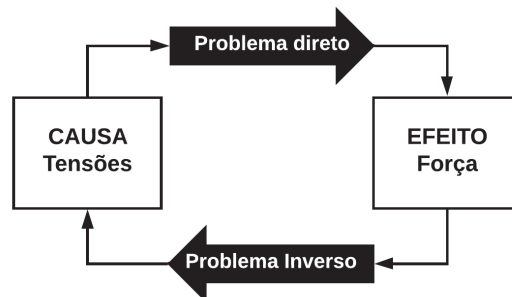 Problema direto
CAUSA
Tensões
EFEITO
Força
Problema Inverso